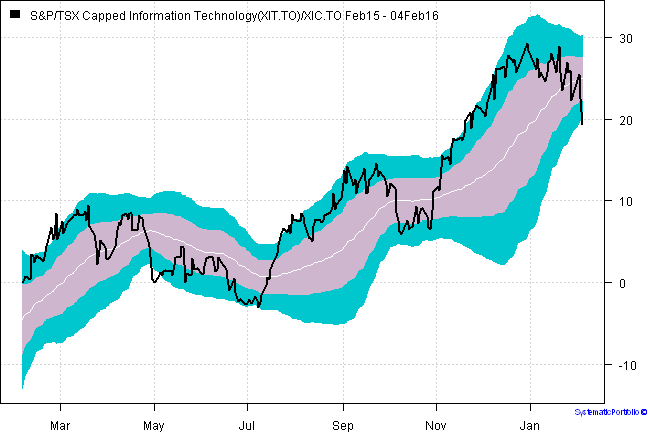 S&P/TSX Capped Information Technology(XIT.TO)/XIC.TO Feb15 - 04Feb16
30
20
10
0
-10
Mar May Jul Sep Nov Jan
SystematicPortfolio ©